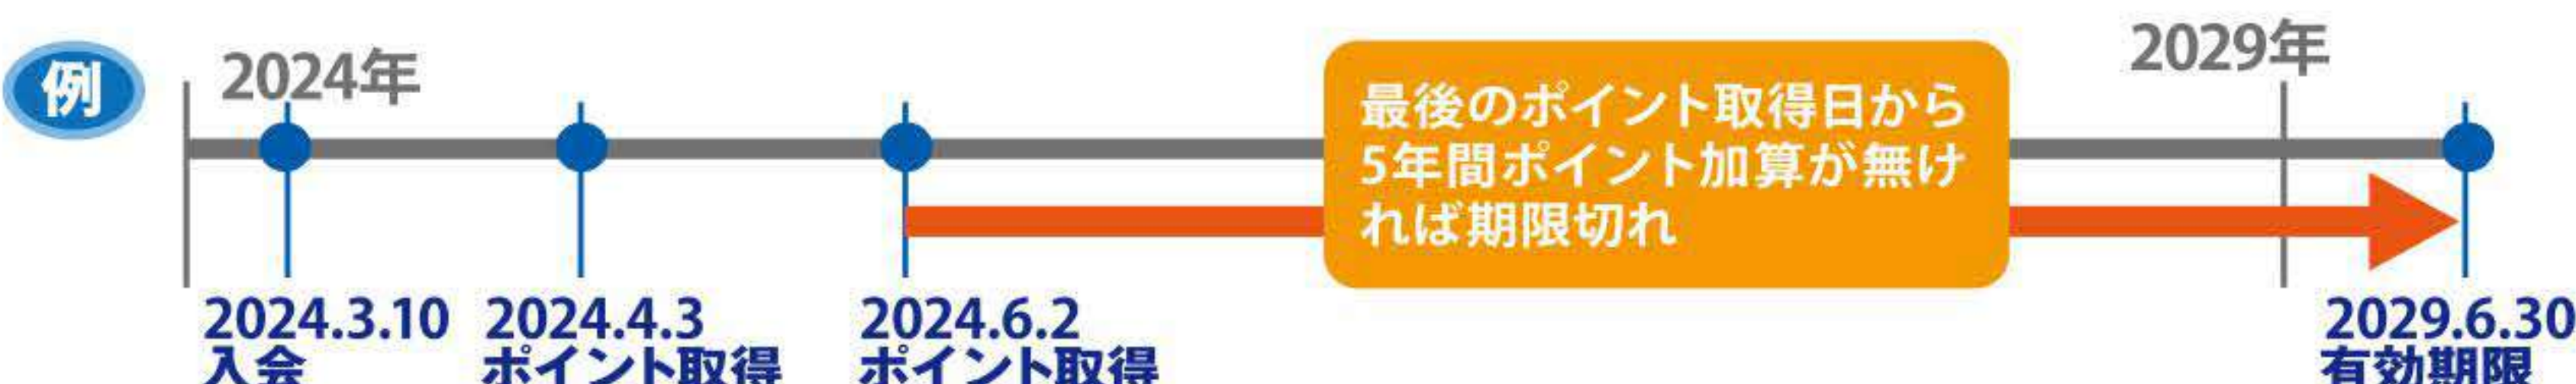 例
2024年
2029年
最後のポイント取得日から
5年間ポイント加算が無け
れば期限切れ
2024.3.10
入会
2024.4.3
ポイント取得
2024.6.2
ポイント取得
2029.6.30
有効期限